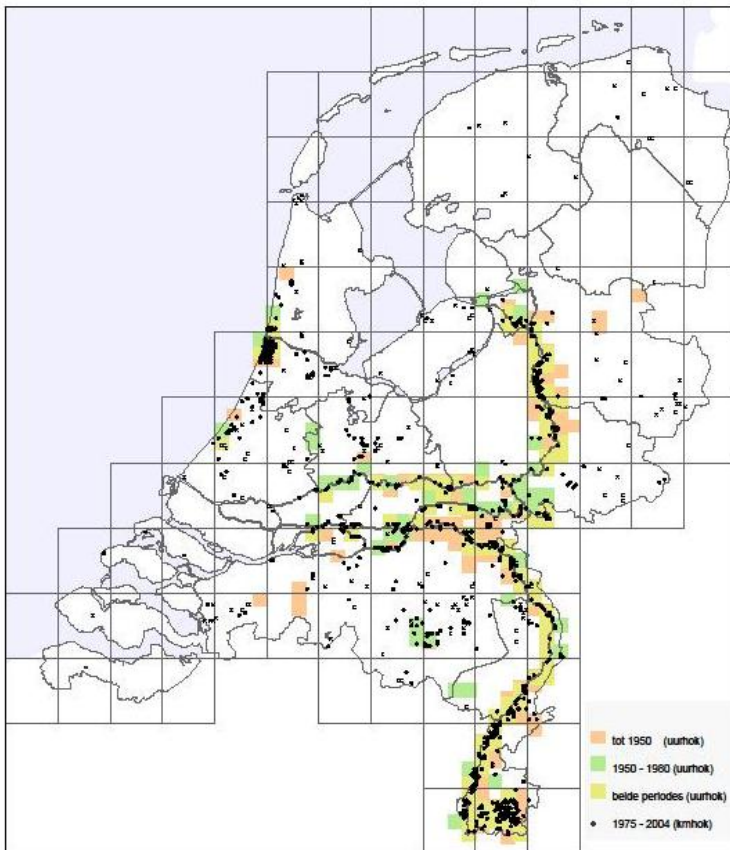 tot 1950 (uurhok)
1950 - 1980 (uurhok)
beide periodes (uurhok)
1975 - 2004 (kmhok)